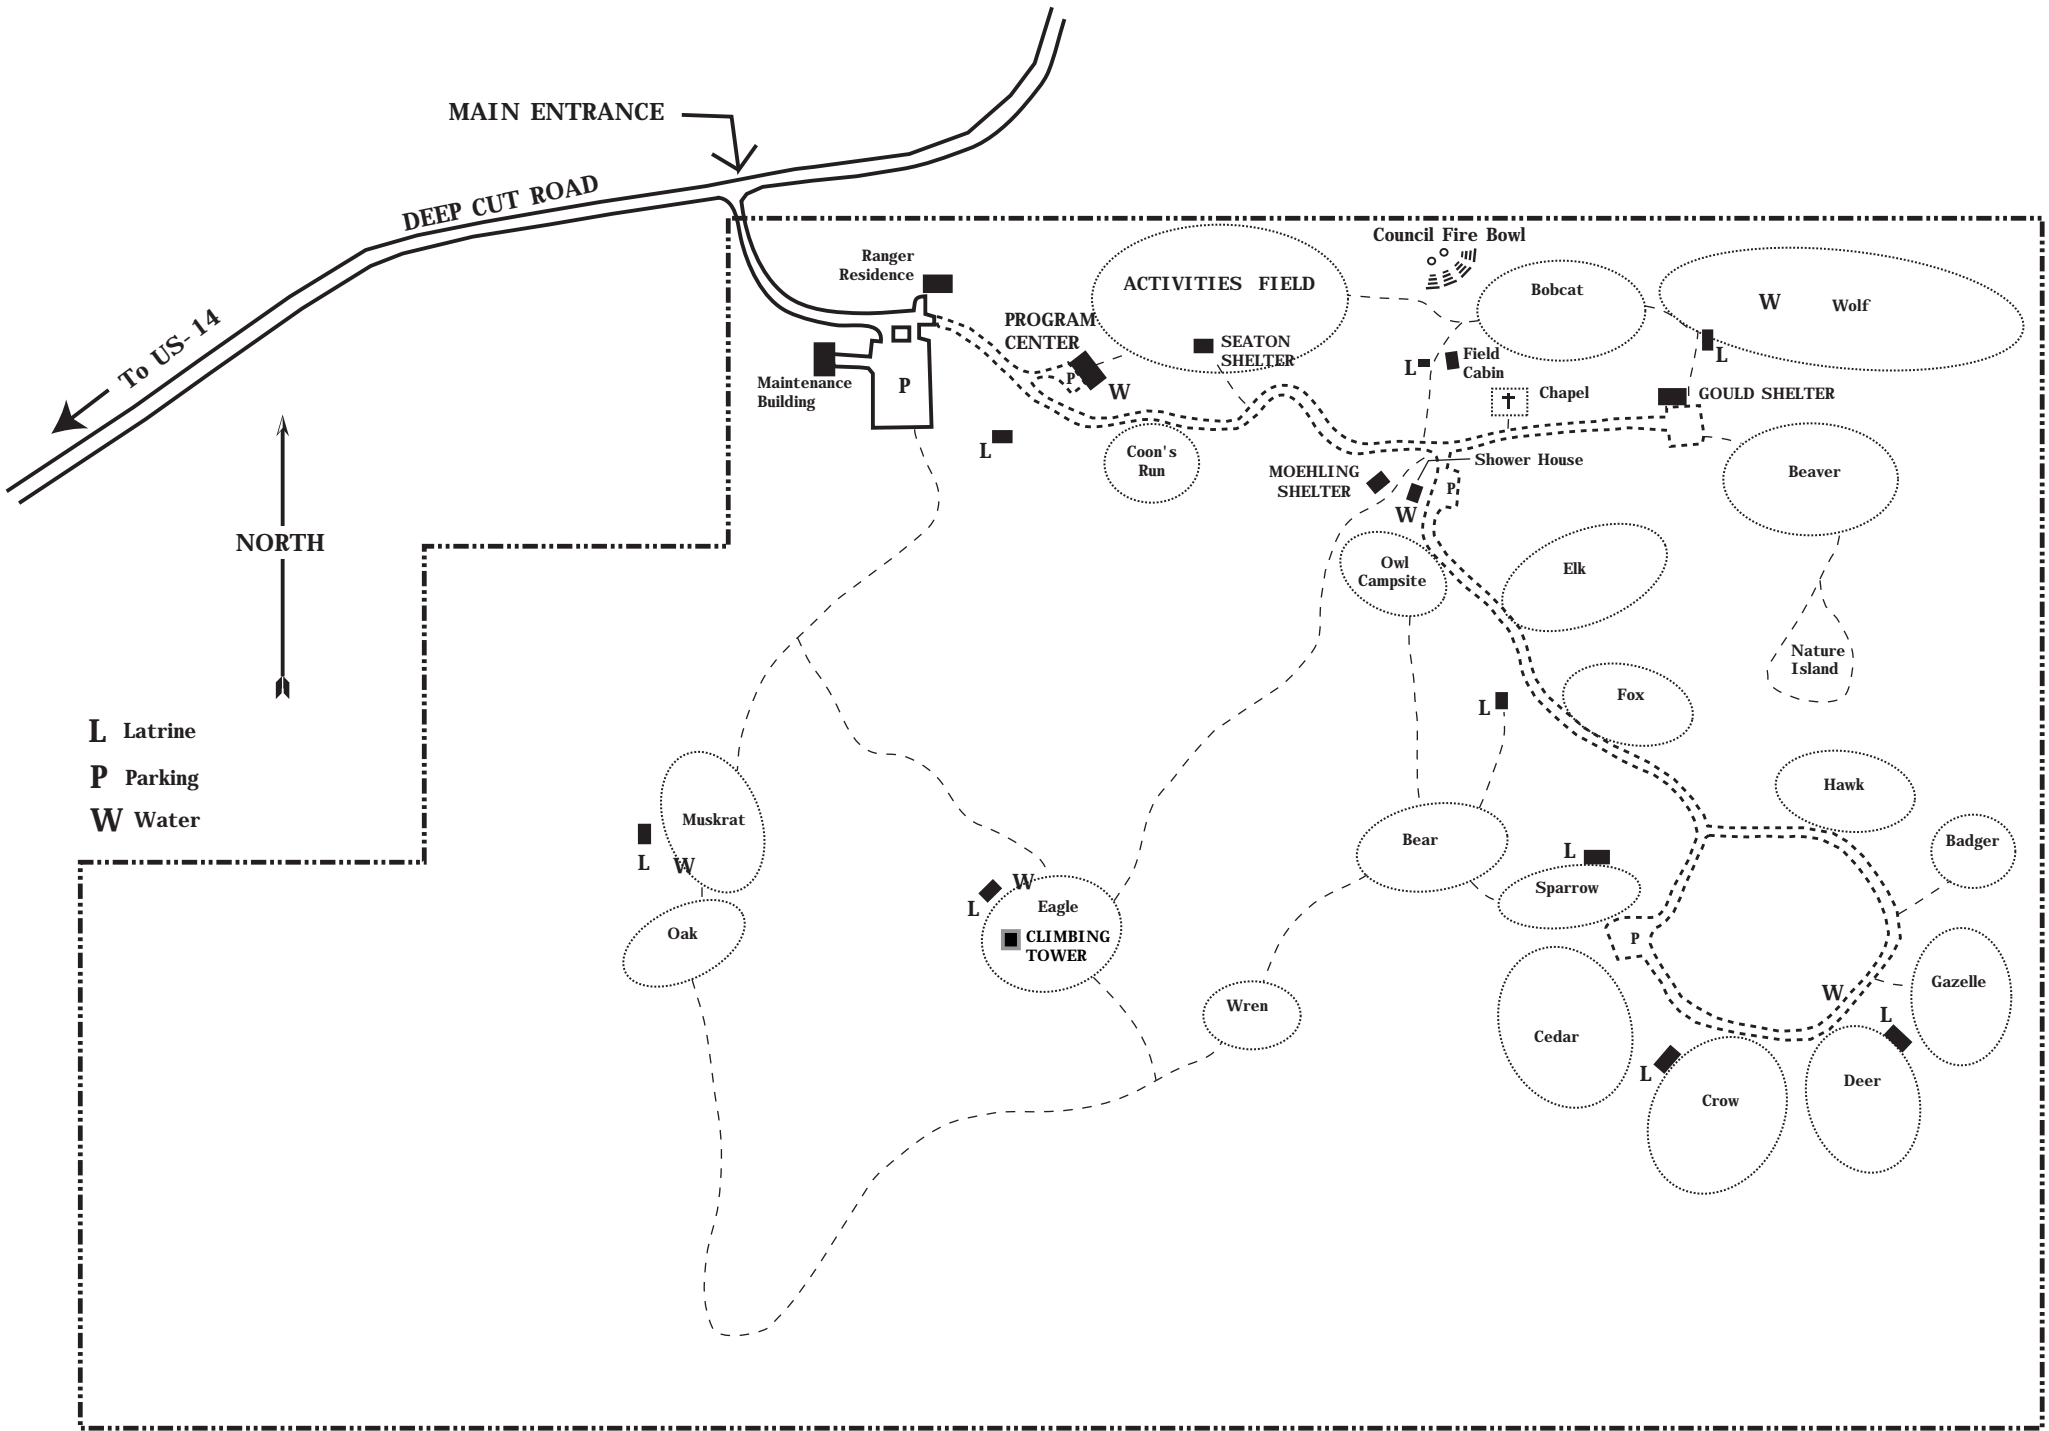 MAIN ENTRANCE
DEEP CUT ROAD
To US-14
NORTH
L Latrine
P Parking
W Water
Ranger
Residence
Maintenance
Building
P
PROGRAM
CENTER
P
W
L
ACTIVITIES FIELD
SEATON
SHELTER
Council Fire Bowl
Bobcat
W
Wolf
L
L
Field
Cabin
Chapel
GOULD SHELTER
Coon's
Run
MOEHLING
SHELTER
Shower House
P
W
Beaver
Owl
Campsite
Elk
Nature
Island
L
Fox
Hawk
Muskrat
L
W
Bear
L
Sparrow
Badger
Oak
L
W
Eagle
CLIMBING
TOWER
P
Wren
W
Gazelle
Cedar
L
L
Deer
Crow